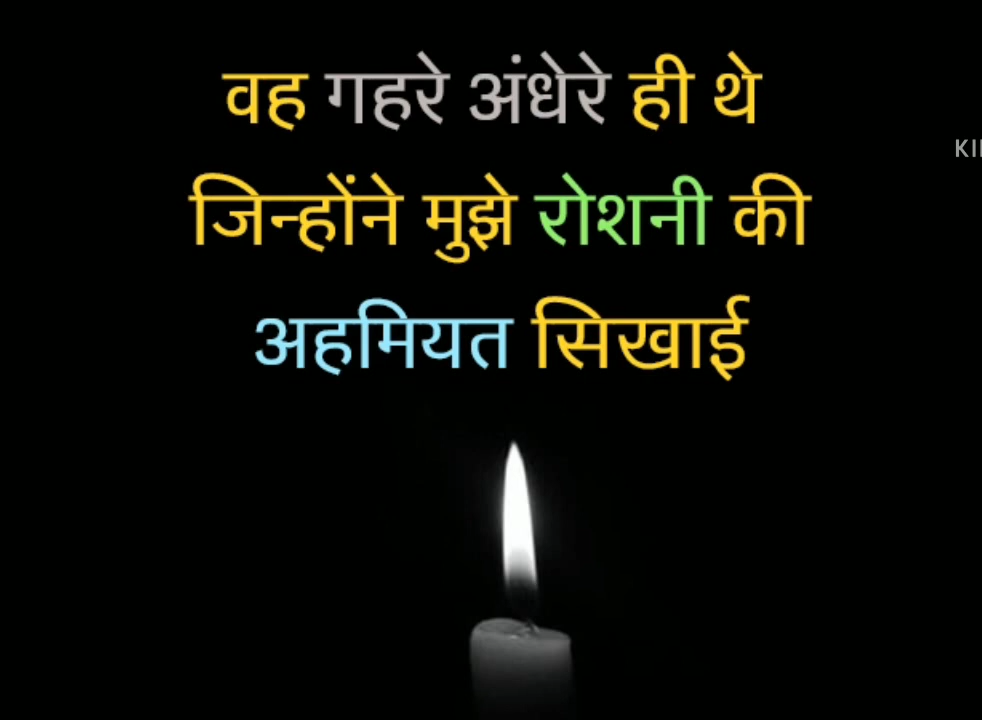 वह गहरे अंधेरे ही थे
जिन्होंने मुझे रोशनी की
अहमियत सिखाई